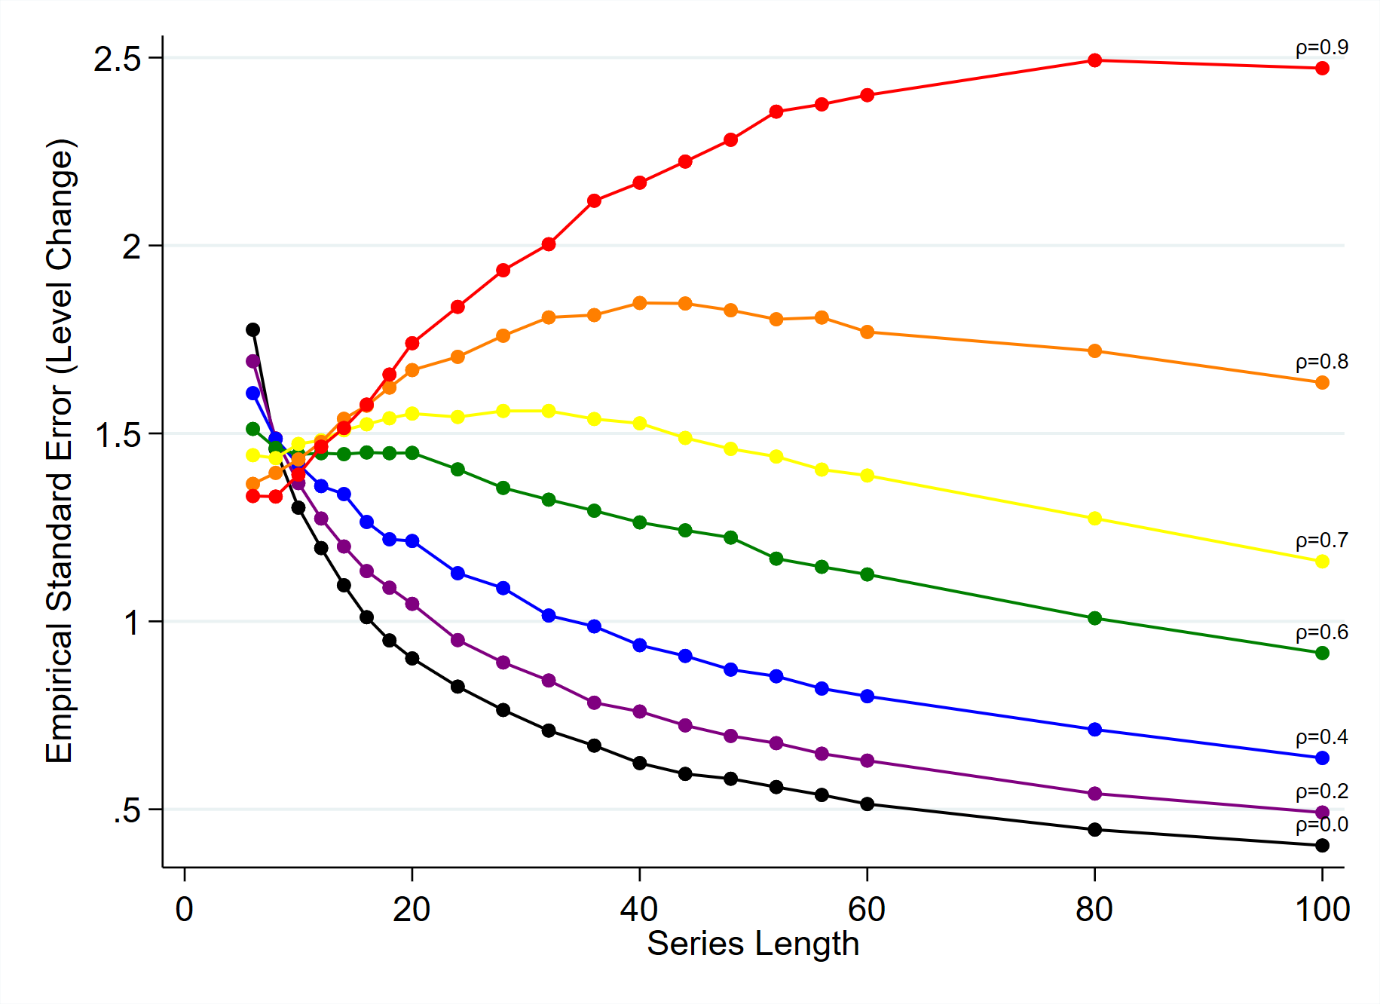 2.5
2
1.5
1
.5
Empirical Standard Error (Level Change)
ρ=0.9
ρ=0.8
ρ=0.7
ρ=0.6
ρ=0.4
ρ=0.2
ρ=0.0
0 20 40 60 80 100
Series Length